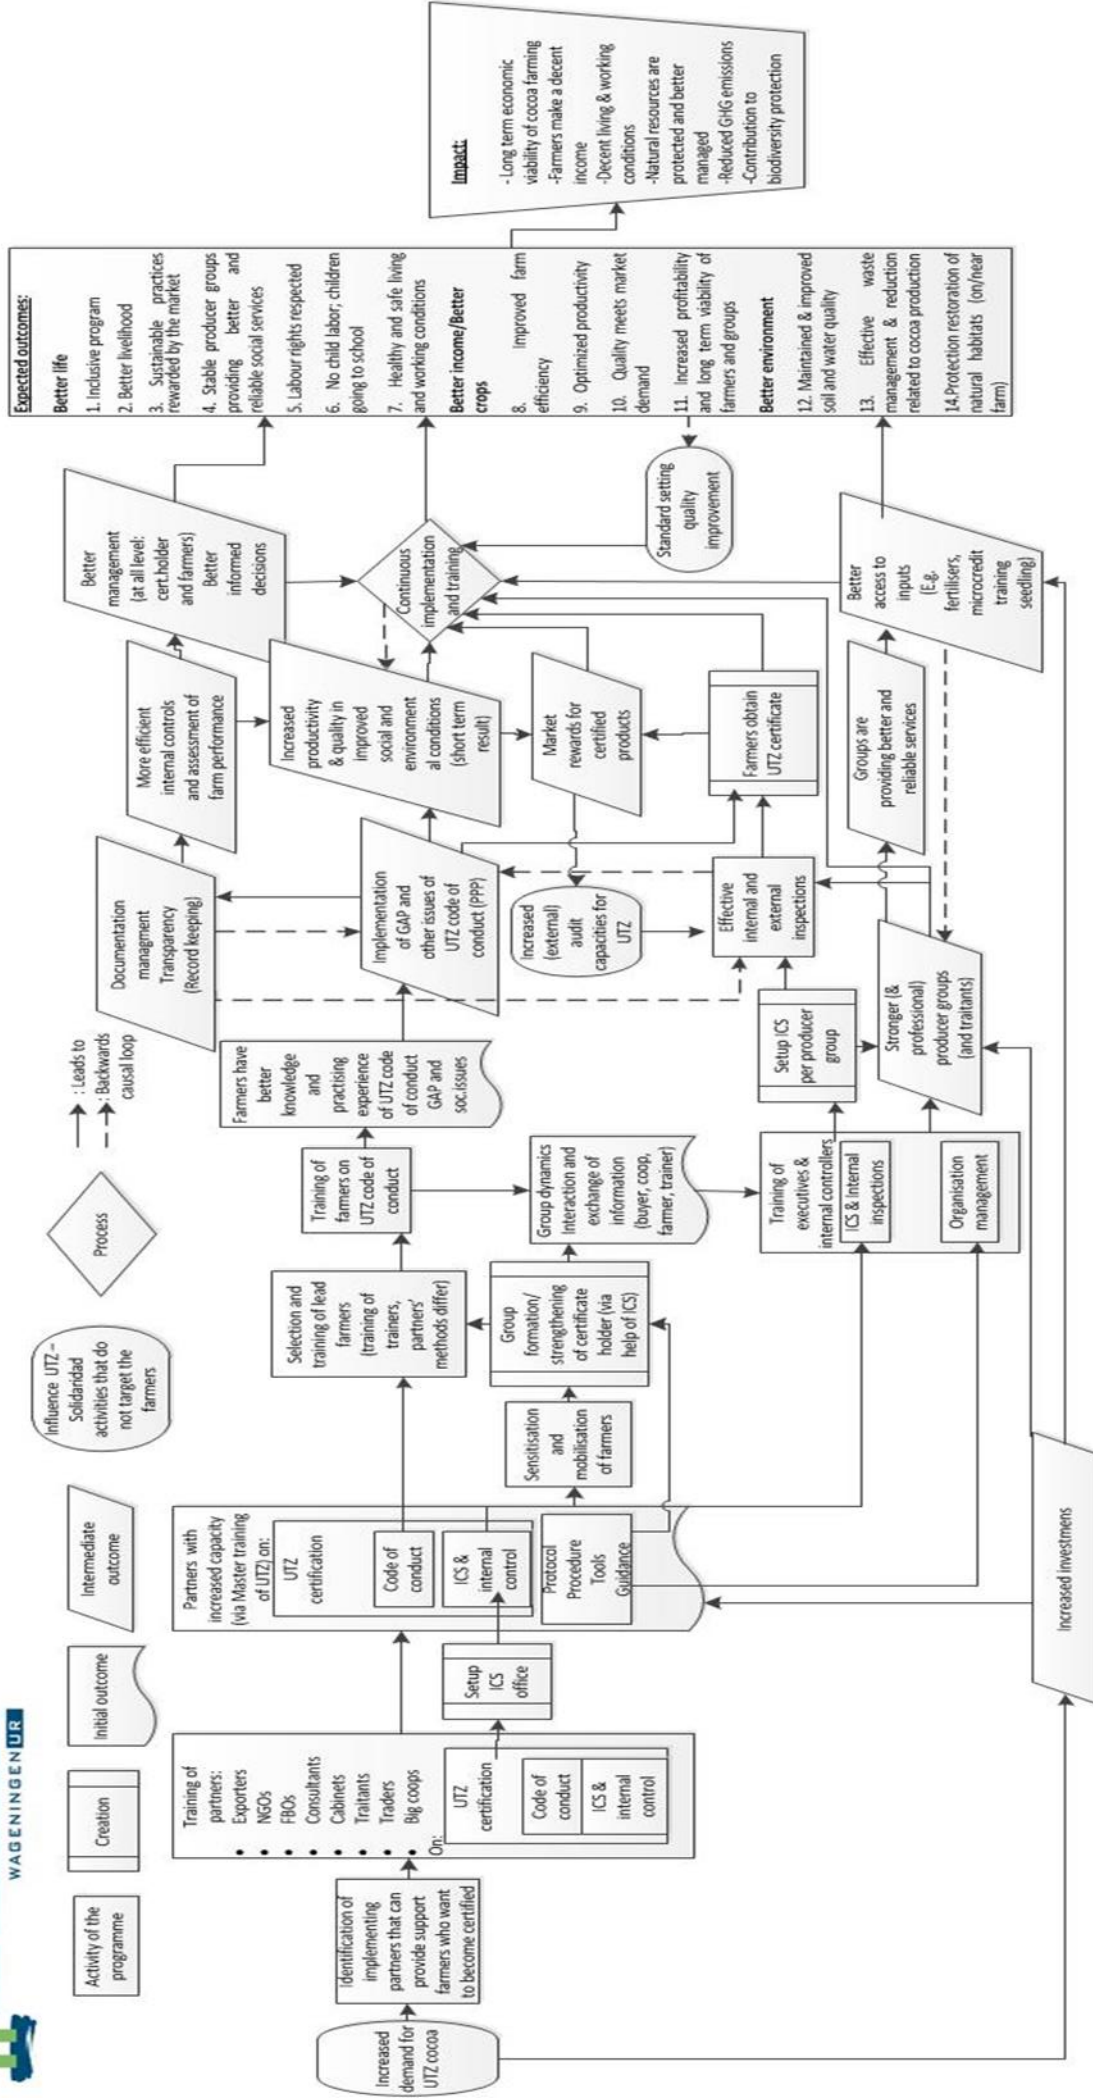 WAGENINGEN UR
Activity of the
programme
Creation
Initial outcome
Intermediate
outcome
Influence UTZ –
Solidaridad
activities that do
not target the
farmers
Process
: Leads to
: Backwards
causal loop
Increased
demand for
UTZ cocoa
Identification of
implementing
partners that can
provide support
farmers who want
to become certified
Training of
partners:
• Exporters
• NGOs
• FBOs
• Consultants
• Cabinets
• Traitants
• Traders
• Big coops
On:
UTZ
certification
Code of
conduct
ICS &
internal
control
Setup
ICS
office
Partners with
increased capacity
(via Master training
of UTZ) on:
UTZ
certification
Code of
conduct
ICS &
internal
control
Protocol
Procedure
Tools
Guidance
Sensitisation
and
mobilisation
of farmers
Selection and
training of lead
farmers
(training of
trainers,
partners'
methods differ)
Group
formation/
strengthening
of certificate
holder (via
help of ICS)
Training of
farmers on
UTZ code of
conduct
Group dynamics
Interaction and
exchange of
information
(buyer, coop,
farmer, trainer)
Training of
executives &
internal controllers
ICS & Internal
inspections
Organisation
management
Farmers have
better
knowledge
and
practising
experience
of UTZ code
of conduct
GAP and
soc.issues
Setup ICS
per producer
group
Stronger (&
professional)
producer groups
(and traitants)
Documentation
managment
Transparency
(Record keeping)
Implementation
of GAP and
other issues of
UTZ code of
conduct (PPP)
Increased
(external)
audit
capacities for
UTZ
Effective
internal and
external
inspections
More efficient
internal controls
and assessment of
farm performance
Increased
productivity
& quality in
improved
social and
environment
al conditions
(short term
result)
Market
rewards for
certified
products
Farmers obtain
UTZ certificate
Groups are
providing better and
reliable services
Better
management
(at all level:
cert.holder
and farmers)
Better
informed
decisions
Continuous
implementation
and training
Standard setting
quality
improvement
Better
access to
inputs
(E.g.
fertilisers,
microcredit
training
seedling)
Increased investmens
Expected outcomes:
Better life
1. Inclusive program
2. Better livelihood
3. Sustainable practices
rewarded by the market
4. Stable producer groups
providing better and
reliable social services
5. Labour rights respected
6. No child labor; children
going to school
7. Healthy and safe living
and working conditions
Better income/Better
crops
8. Improved farm
efficiency
9. Optimized productivity
10. Quality meets market
demand
11. Increased profitability
and long term viability of
farmers and groups
Better environment
12. Maintained & improved
soil and water quality
13. Effective waste
management & reduction
related to cocoa production
14.Protection restoration of
natural habitats (on/near
farm)
Impact:
- Long term economic
viability of cocoa farming
-Farmers make a decent
income
-Decent living & working
conditions
-Natural resources are
protected and better
managed
-Reduced GHG emissions
-Contribution to
biodiversity protection